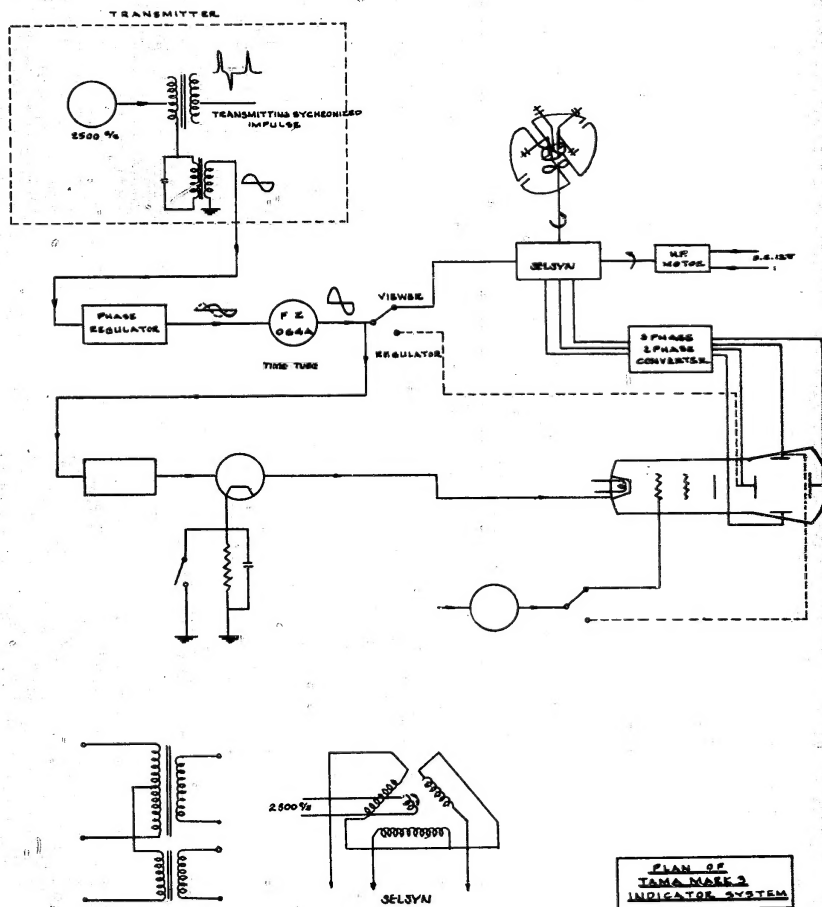 TRANSMITTER
2500 %
TRANSMITTING SYCHRONIZED
IMPULSE
SELSYN
H.F.
MOTOR
D.C. 12V
PHASE
REGULATOR
F Z
064A
TIME TUBE
VIEWER
REGULATOR
3 PHASE
2 PHASE
CONVERTER
2500 %
SELSYN
PLAN OF
TAMA MARK 3
INDICATOR SYSTEM